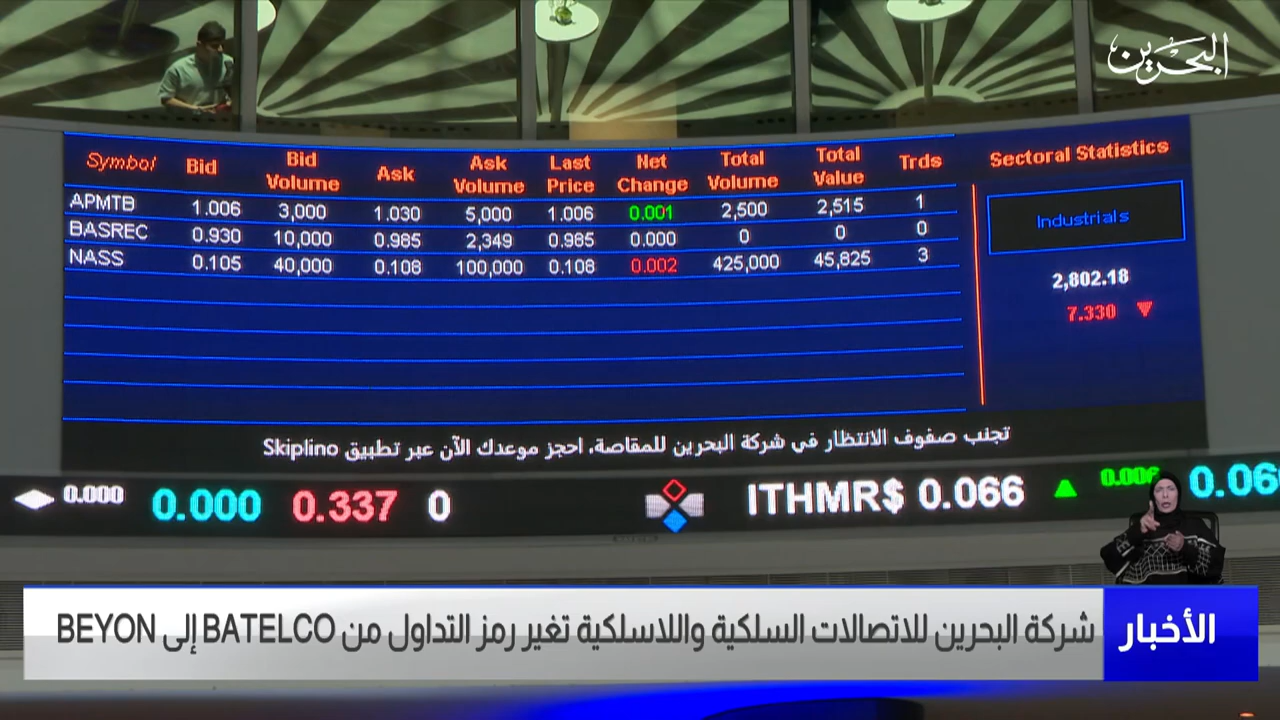 البحرين
Symbol Bid Bid Volume Ask Ask Volume Last Price Net Change Total Volume Total Value Trds
APMTB 1.006 3,000 1.030 5,000 1.006 0.001 2,500 2,515 1
BASREC 0.930 10,000 0.985 2,349 0.985 0.000 0 0 0
NASS 0.105 40,000 0.108 100,000 0.108 0.002 425,000 45,825 3
Sectoral Statistics
Industrials
2,802.18
7.330 ▼
تجنب صفوف الانتظار في شركة البحرين للمقاصة. احجز موعدك الآن عبر تطبيق Skiplino
0.000 0.000 0.337 0 ITHMR$ 0.066 ▲ 0.006 0.06
الأخبار
شركة البحرين للاتصالات السلكية واللاسلكية تغير رمز التداول من BATELCO إلى BEYON